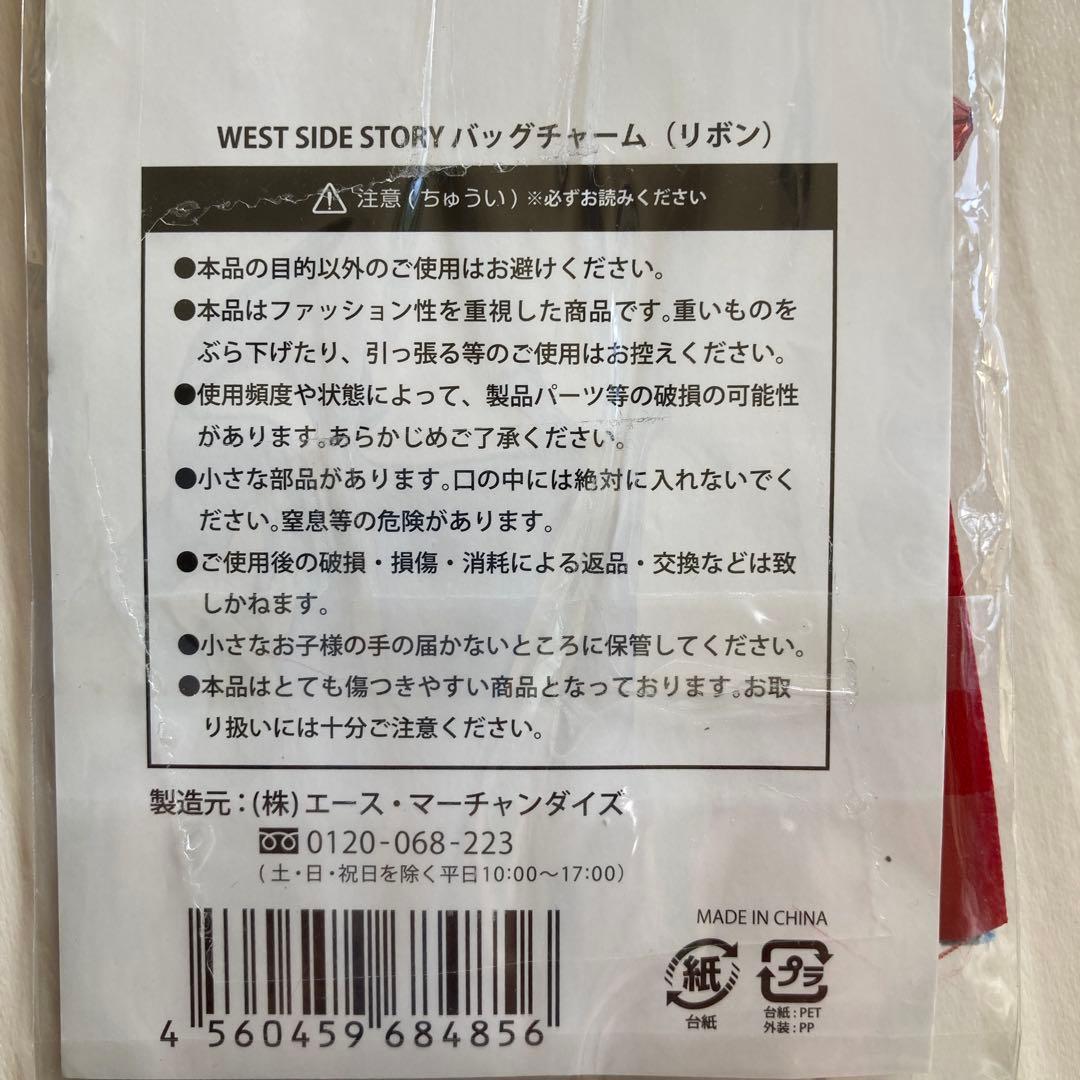 WEST SIDE STORY バッグチャーム（リボン）
注意(ちゅうい) ※必ずお読みください
●本品の目的以外のご使用はお避けください。
●本品はファッション性を重視した商品です。重いものを
ぶら下げたり、引っ張る等のご使用はお控えください。
●使用頻度や状態によって、製品パーツ等の破損の可能性
があります。あらかじめご了承ください。
●小さな部品があります。口の中には絶対に入れないでく
ださい。窒息等の危険があります。
●ご使用後の破損・損傷・消耗による返品・交換などは致
しかねます。
●小さなお子様の手の届かないところに保管してください。
●本品はとても傷つきやすい商品となっております。お取
り扱いには十分ご注意ください。
製造元：(株)エース・マーチャンダイズ
0120-068-223
(土・日・祝日を除く平日10:00〜17:00)
MADE IN CHINA
紙
台紙
プラ
台紙：PET
外装：PP
4 560459 684856